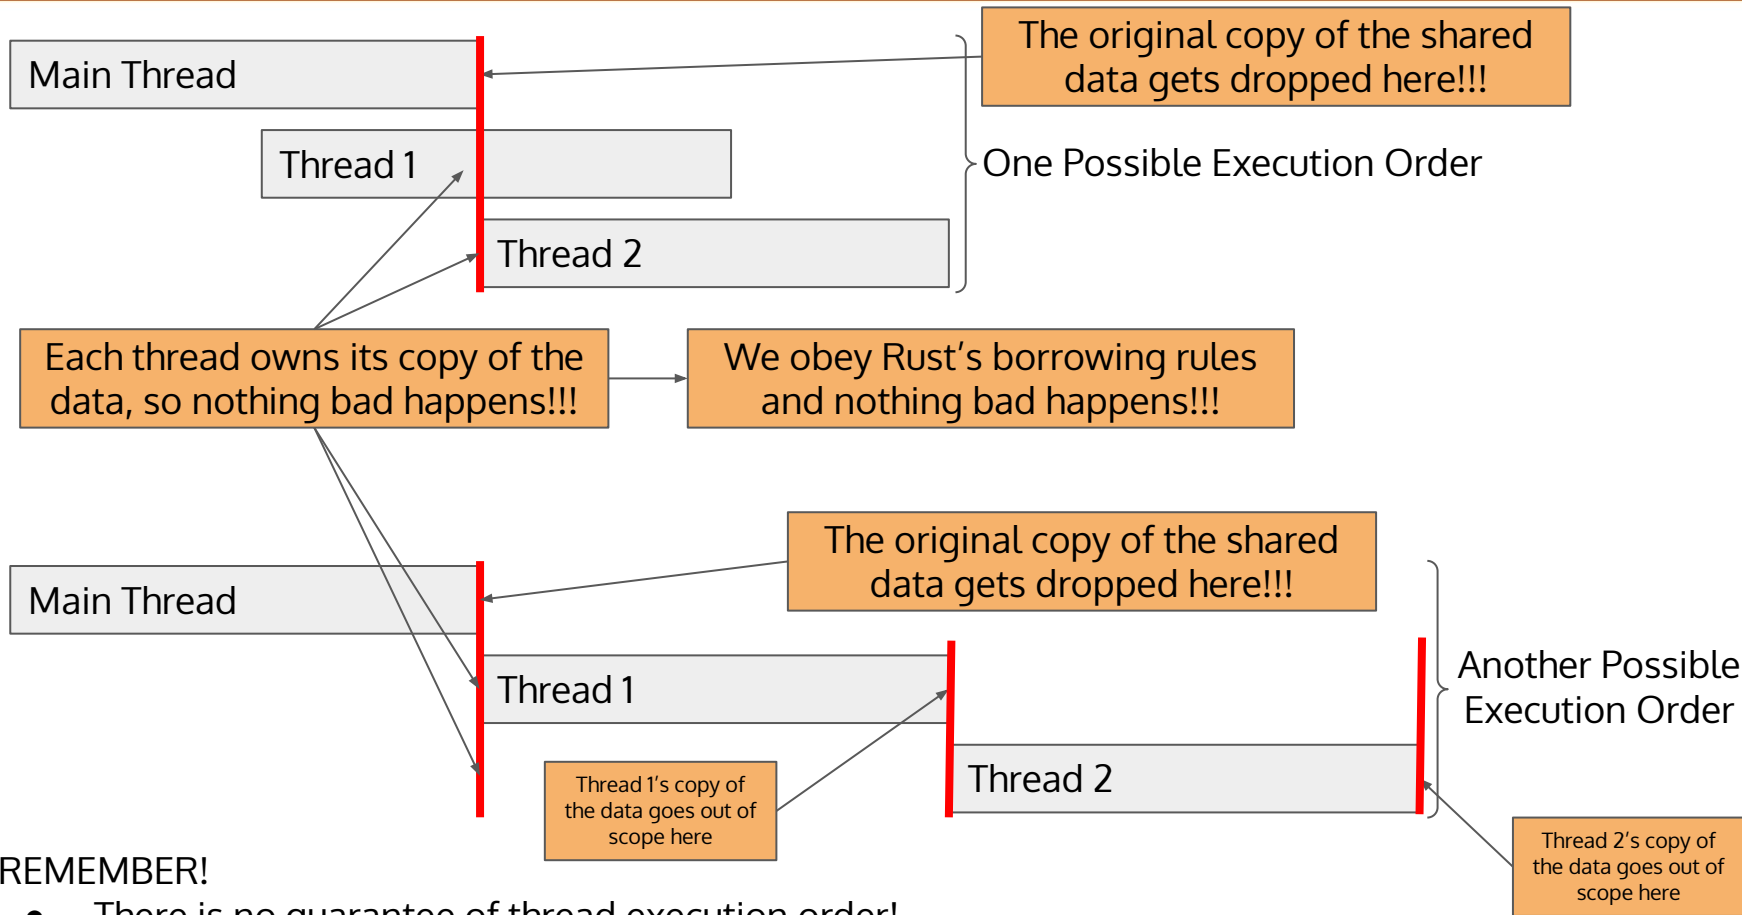 The original copy of the shared
data gets dropped here!!!
Main Thread
Thread 1
One Possible Execution Order
Thread 2
Each thread owns its copy of the
data, so nothing bad happens!!!
We obey Rust’s borrowing rules
and nothing bad happens!!!
The original copy of the shared
data gets dropped here!!!
Main Thread
Another Possible
Execution Order
Thread 1
Thread 2
Thread 1’s copy of
the data goes out of
scope here
Thread 2’s copy of
the data goes out of
scope here
REMEMBER!
● There is no guarantee of thread execution order!